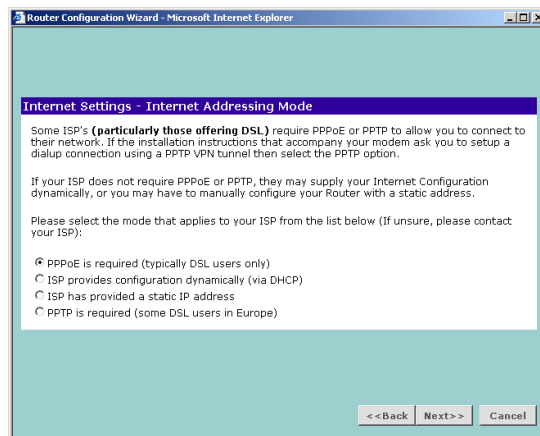 Router Configuration Wizard - Microsoft Internet Explorer
Internet Settings - Internet Addressing Mode
Some ISP's (particularly those offering DSL) require PPPoE or PPTP to allow you to connect to
their network. If the installation instructions that accompany your modem ask you to setup a
dialup connection using a PPTP VPN tunnel then select the PPTP option.
If your ISP does not require PPPoE or PPTP, they may supply your Internet Configuration
dynamically, or you may have to manually configure your Router with a static address.
Please select the mode that applies to your ISP from the list below (If unsure, please contact
your ISP):
PPPoE is required (typically DSL users only)
ISP provides configuration dynamically (via DHCP)
ISP has provided a static IP address
PPTP is required (some DSL users in Europe)
<<Back Next>> Cancel